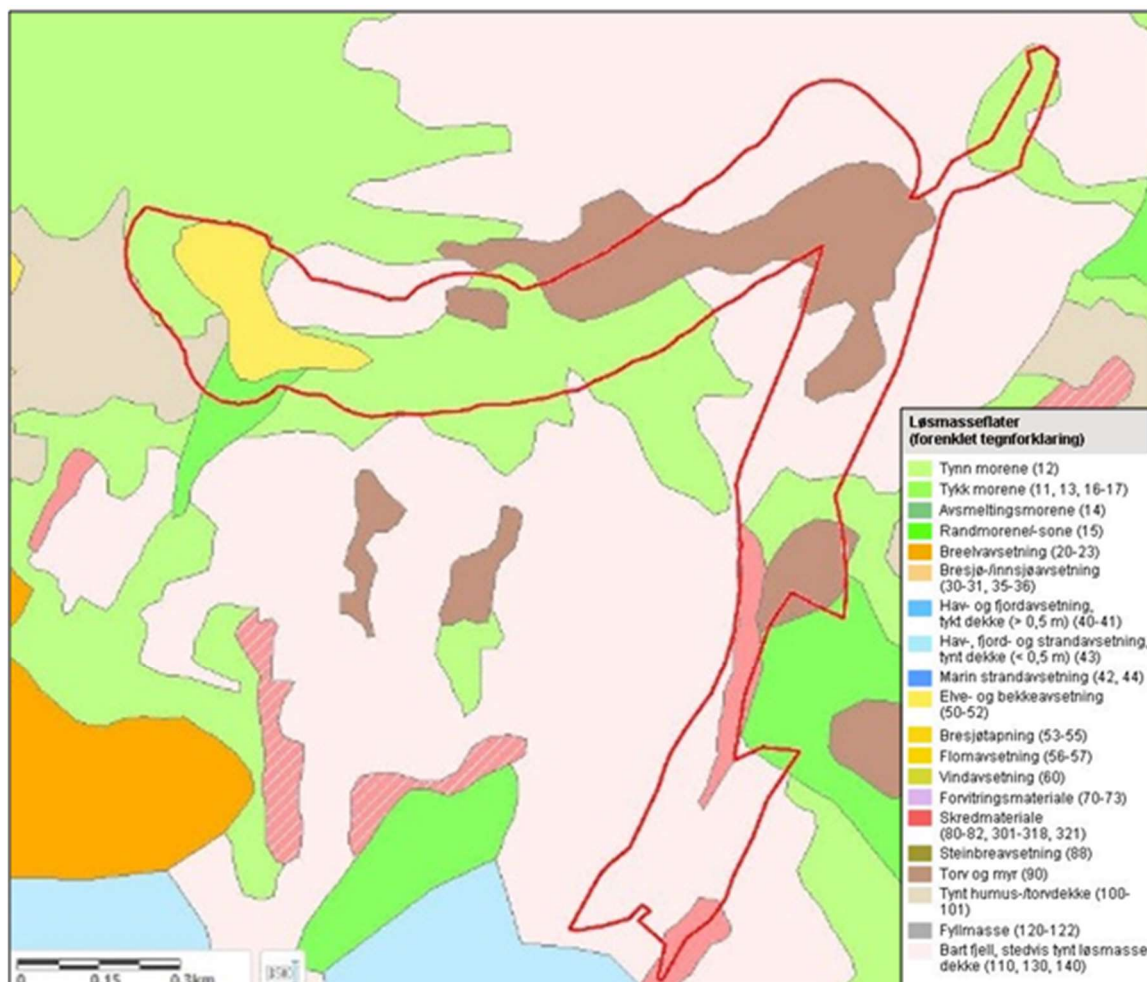 Løsmasseflater
(forenklet tegnforklaring)
Tynn morene (12)
Tykk morene (11, 13, 16-17)
Avsmeltingsmorene (14)
Randmorene/-sone (15)
Breelvavsetning (20-23)
Bresjø-/innsjøavsetning
(30-31, 35-36)
Hav- og fjordavsetning,
tykt dekke (> 0,5 m) (40-41)
Hav-, fjord- og strandavsetning,
tynt dekke (< 0,5 m) (43)
Marin strandavsetning (42, 44)
Elve- og bekkeavsetning
(50-52)
Bresjøtapning (53-55)
Flomavsetning (56-57)
Vindavsetning (60)
Forvitringsmateriale (70-73)
Skredmateriale
(80-82, 301-318, 321)
Steinbreavsetning (88)
Torv og myr (90)
Tynt humus-/torvdekke (100-
101)
Fyllmasse (120-122)
Bart fjell, stedvis tynt løsmasse
dekke (110, 130, 140)
0 0.15 0.3km